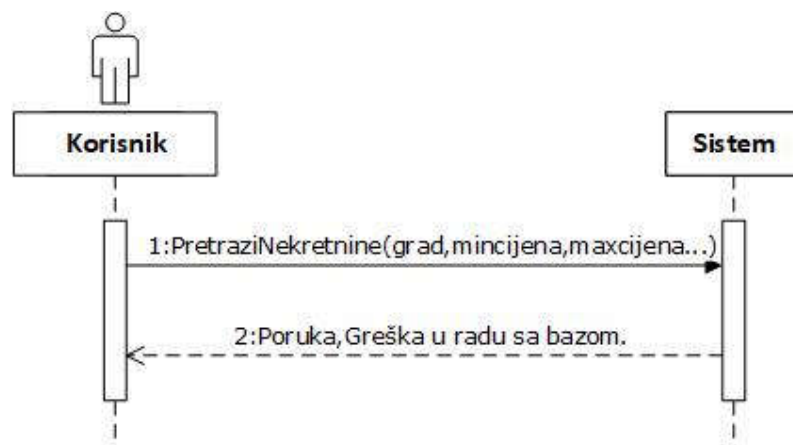 Korisnik
Sistem
1:PretraziNekretnine(grad,mincijena,maxcijena...)
2:Poruka,Greška u radu sa bazom.